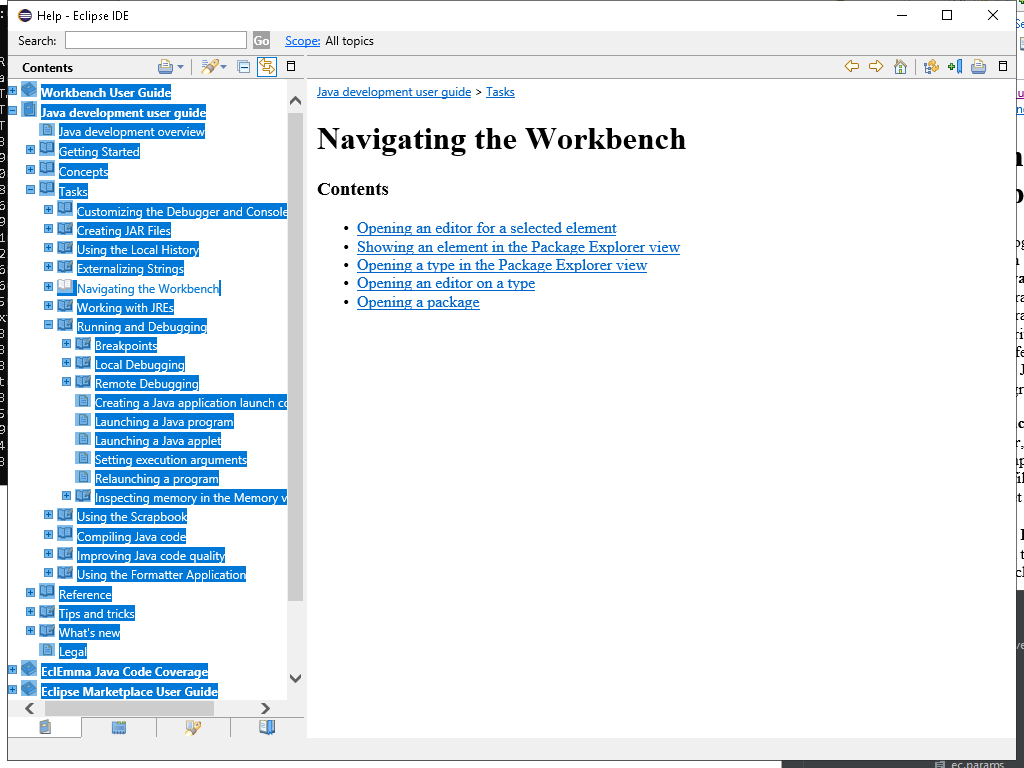 Help - Eclipse IDE
Search:
Go
Scope: All topics
Contents
Workbench User Guide
Java development user guide
Java development overview
Getting Started
Concepts
Tasks
Customizing the Debugger and Console
Creating JAR Files
Using the Local History
Externalizing Strings
Navigating the Workbench
Working with JREs
Running and Debugging
Breakpoints
Local Debugging
Remote Debugging
Creating a Java application launch co
Launching a Java program
Launching a Java applet
Setting execution arguments
Relaunching a program
Inspecting memory in the Memory v
Using the Scrapbook
Compiling Java code
Improving Java code quality
Using the Formatter Application
Reference
Tips and tricks
What's new
Legal
EclEmma Java Code Coverage
Eclipse Marketplace User Guide
Java development user guide > Tasks
Navigating the Workbench
Contents
• Opening an editor for a selected element
• Showing an element in the Package Explorer view
• Opening a type in the Package Explorer view
• Opening an editor on a type
• Opening a package
ec.params